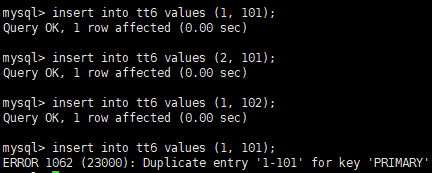 mysql> insert into tt6 values (1, 101);
Query OK, 1 row affected (0.00 sec)
mysql> insert into tt6 values (2, 101);
Query OK, 1 row affected (0.00 sec)
mysql> insert into tt6 values (1, 102);
Query OK, 1 row affected (0.00 sec)
mysql> insert into tt6 values (1, 101);
ERROR 1062 (23000): Duplicate entry '1-101' for key 'PRIMARY'